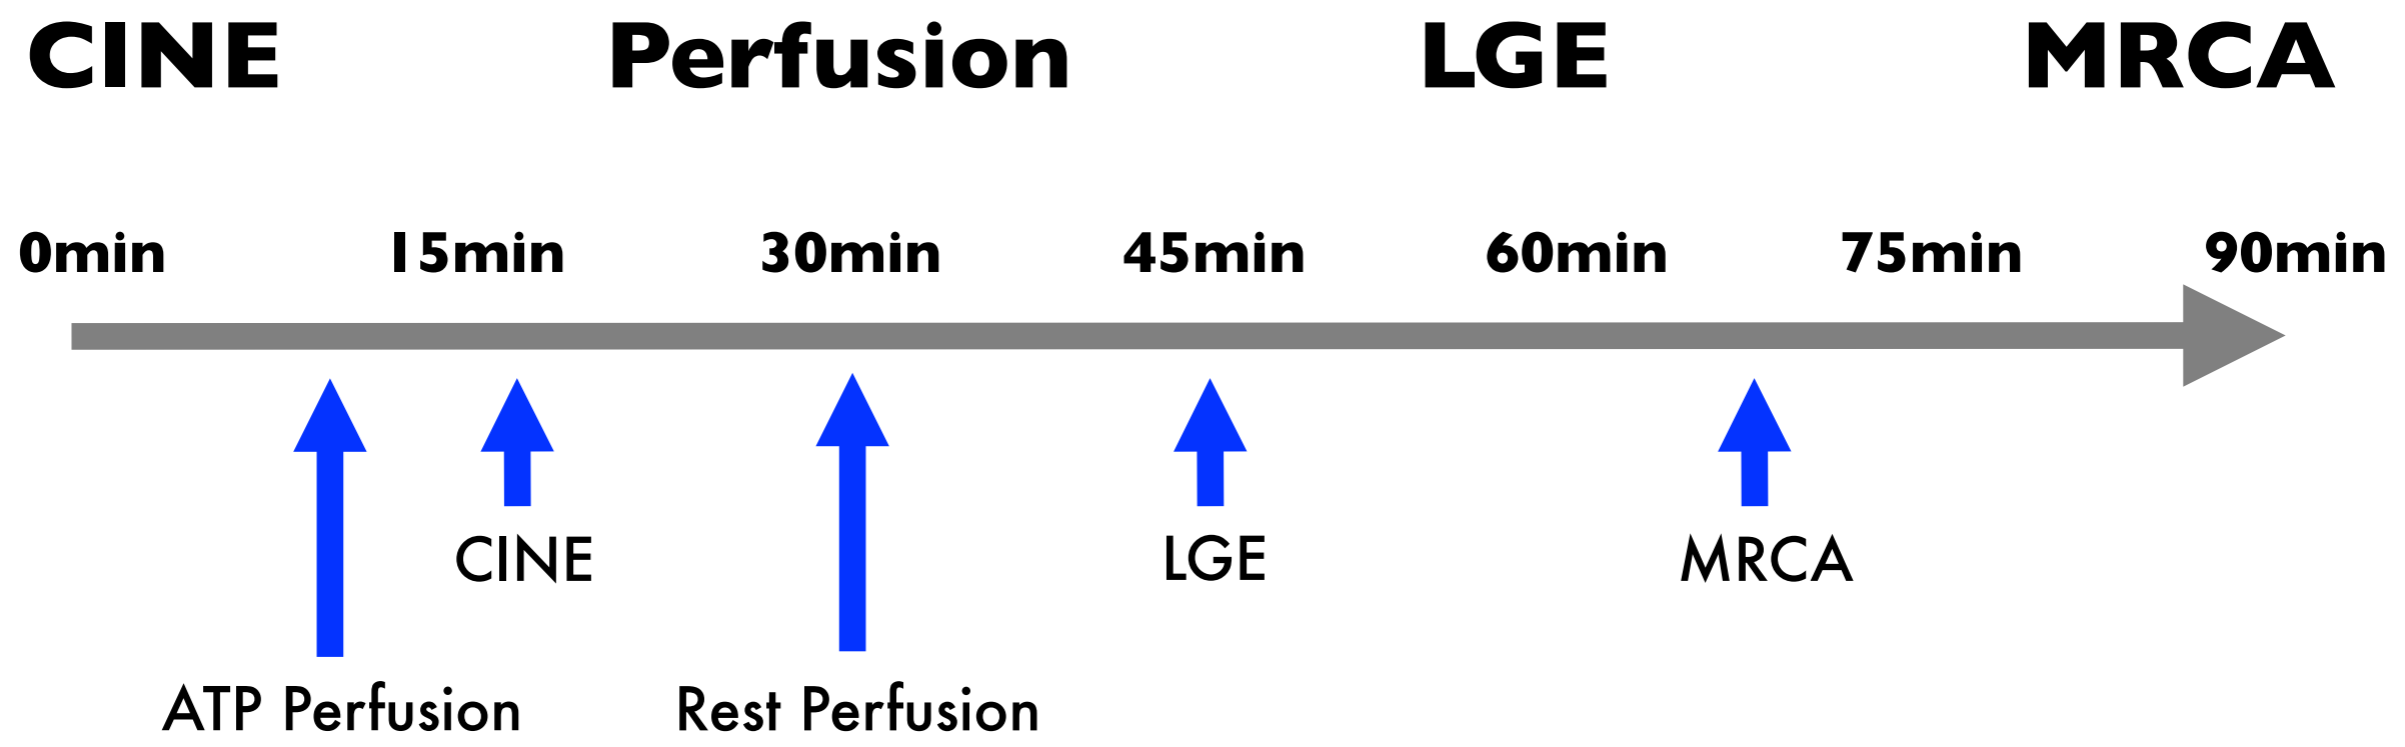 CINE Perfusion LGE MRCA
0min 15min 30min 45min 60min 75min 90min
CINE LGE MRCA
ATP Perfusion Rest Perfusion